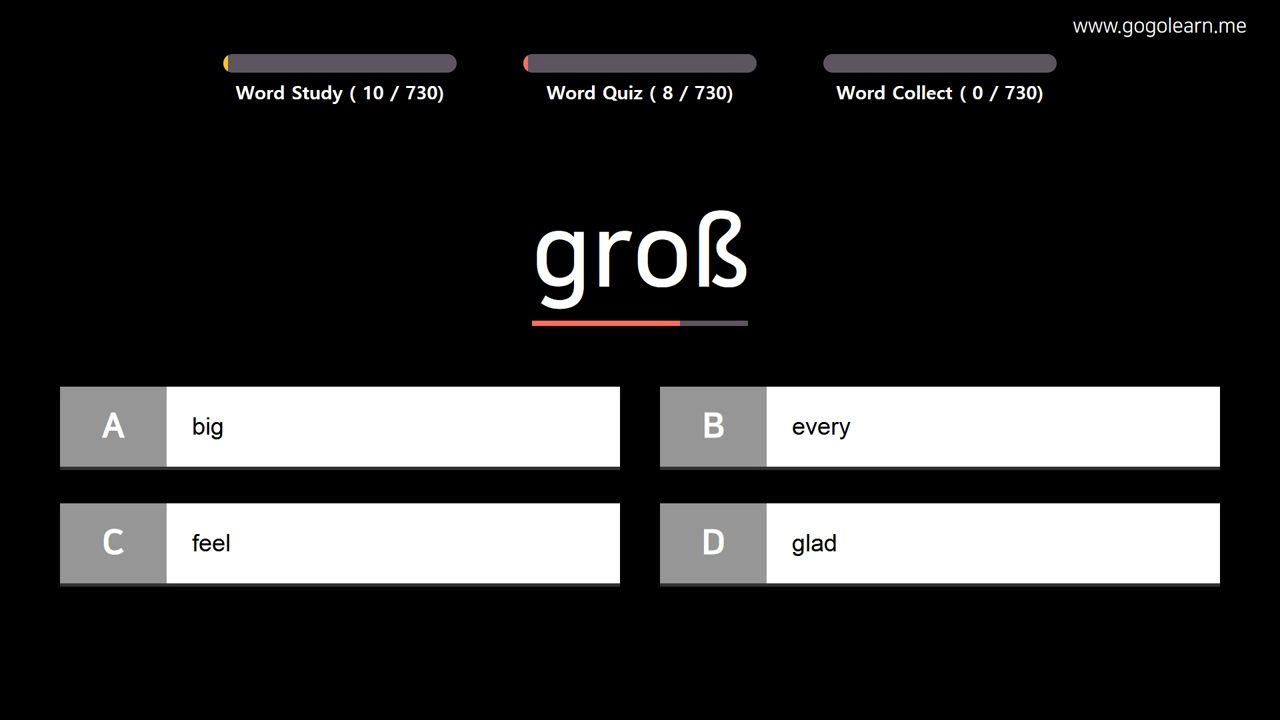 www.gogolearn.me
Word Study ( 10 / 730)
Word Quiz ( 8 / 730)
Word Collect ( 0 / 730)
groß
A big
B every
C feel
D glad